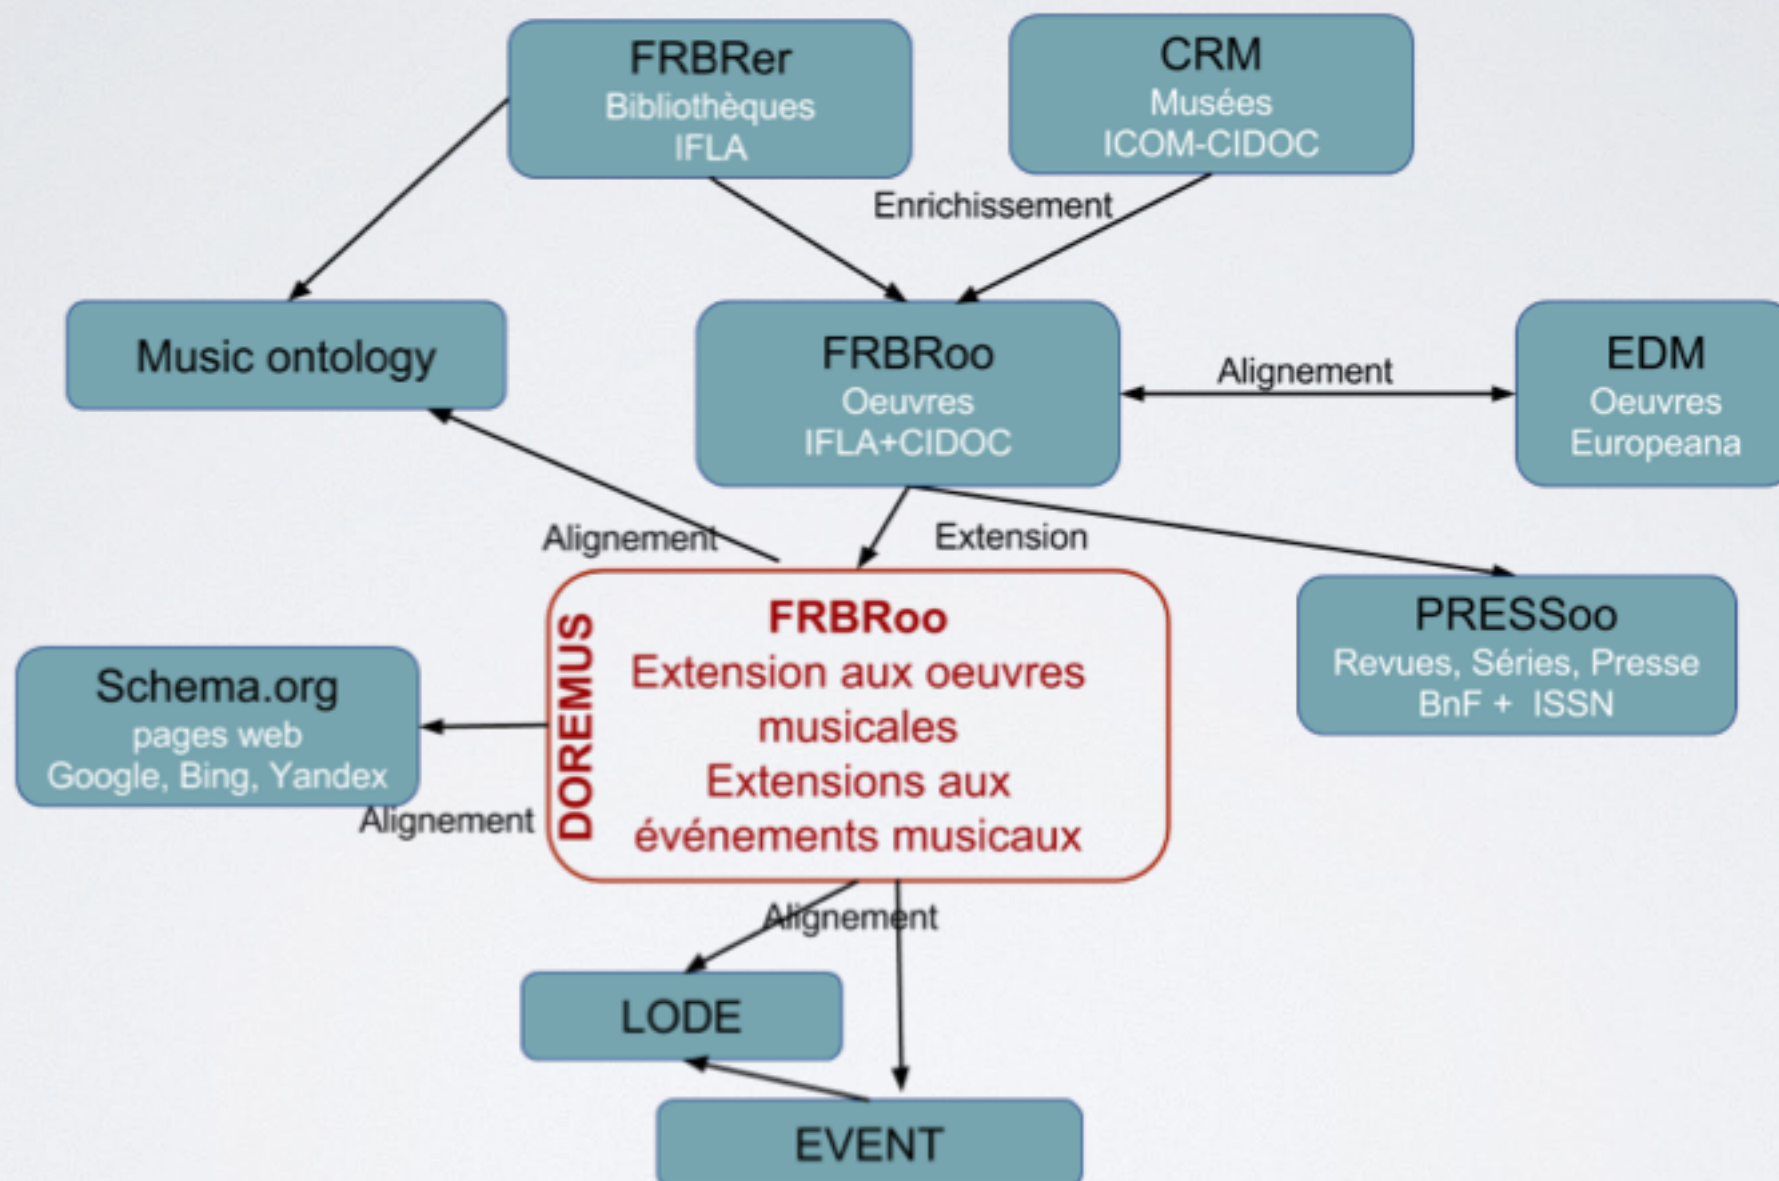 FRBRer
Bibliothèques
IFLA
CRM
Musées
ICOM-CIDOC
Enrichissement
Music ontology
FRBRoo
Oeuvres
IFLA+CIDOC
Alignement
EDM
Oeuvres
Europeana
Alignement
Extension
DOREMUS
FRBRoo
Extension aux oeuvres
musicales
Extensions aux
événements musicaux
PRESSoo
Revues, Séries, Presse
BnF + ISSN
Schema.org
pages web
Google, Bing, Yandex
Alignement
Alignement
LODE
EVENT